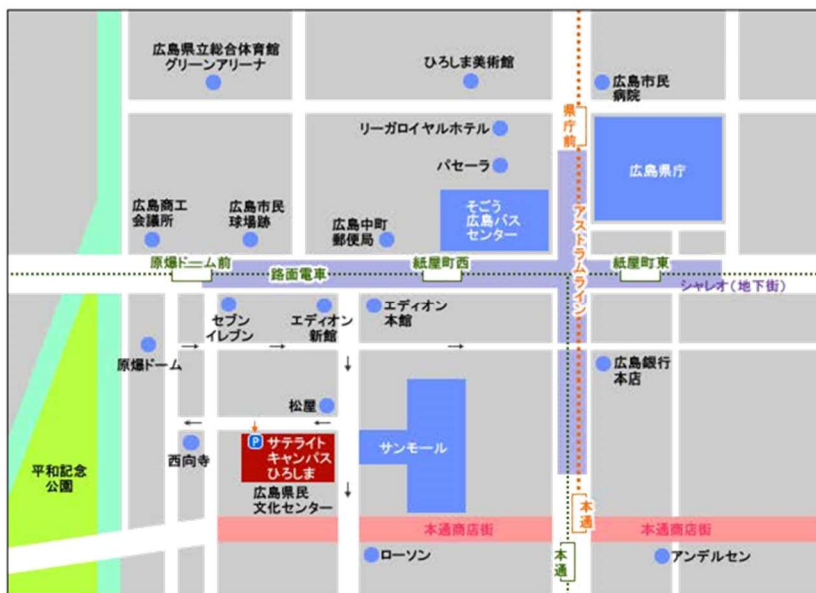 広島県立総合体育館
グリーンアリーナ
ひろしま美術館
広島市民
病院
県庁前
リーガロイヤルホテル
パセーラ
広島県庁
そごう
広島バス
センター
アストラムライン
広島商工
会議所
広島市民
球場跡
広島中町
郵便局
原爆ドーム前
路面電車
紙屋町西
紙屋町東
シャレオ(地下街)
セブン
イレブン
エディオン
新館
エディオン
本館
原爆ドーム
広島銀行
本店
松屋
P
サテライト
キャンパス
ひろしま
サンモール
西向寺
平和記念
公園
広島県民
文化センター
本通
本通商店街
本通商店街
本通
ローソン
アンデルセン